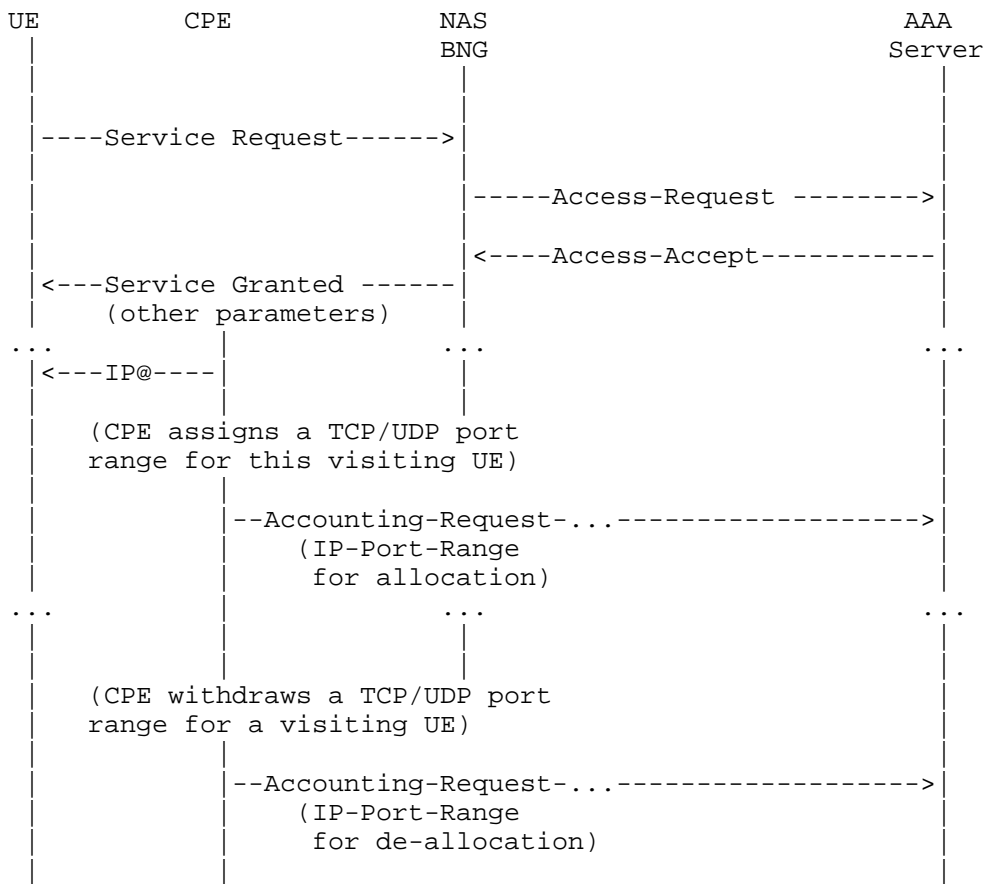 UE CPE NAS AAA
BNG Server
----Service Request------>
-----Access-Request -------->
<----Access-Accept-----------
<---Service Granted ------
(other parameters)
... ... ...
<---IP@----
(CPE assigns a TCP/UDP port
range for this visiting UE)
--Accounting-Request-...------------------->
(IP-Port-Range
for allocation)
... ... ...
(CPE withdraws a TCP/UDP port
range for a visiting UE)
--Accounting-Request-...------------------->
(IP-Port-Range
for de-allocation)